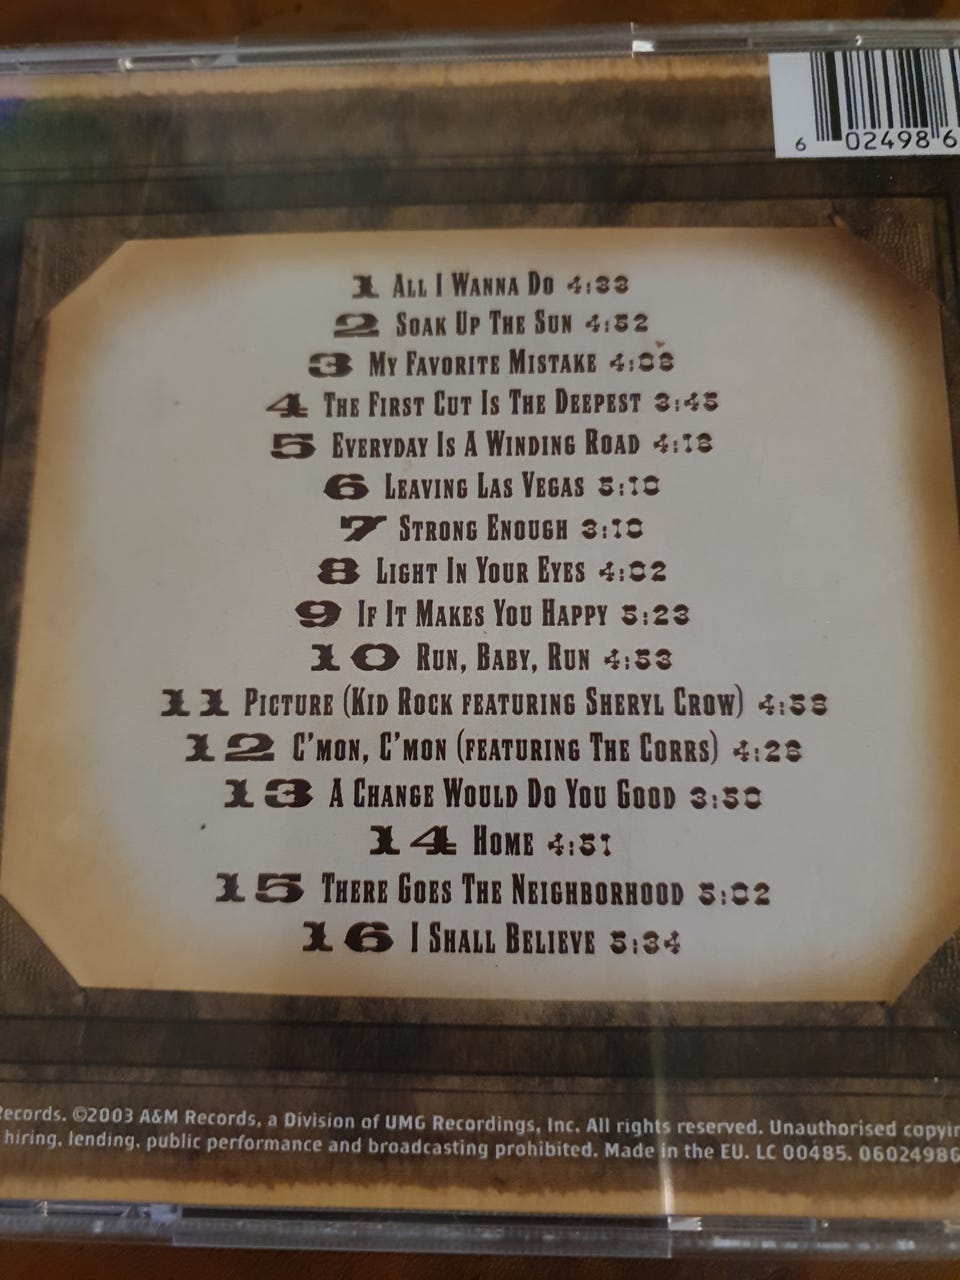 6 02498 6
1 ALL I WANNA DO 4:33
2 SOAK UP THE SUN 4:52
3 MY FAVORITE MISTAKE 4:08
4 THE FIRST CUT IS THE DEEPEST 3:45
5 EVERYDAY IS A WINDING ROAD 4:18
6 LEAVING LAS VEGAS 5:10
7 STRONG ENOUGH 3:10
8 LIGHT IN YOUR EYES 4:02
9 IF IT MAKES YOU HAPPY 5:23
10 RUN, BABY, RUN 4:53
11 PICTURE (KID ROCK FEATURING SHERYL CROW) 4:58
12 C'MON, C'MON (FEATURING THE CORRS) 4:28
13 A CHANGE WOULD DO YOU GOOD 3:50
14 HOME 4:51
15 THERE GOES THE NEIGHBORHOOD 5:02
16 I SHALL BELIEVE 5:34
Records. ©2003 A&M Records, a Division of UMG Recordings, Inc. All rights reserved. Unauthorised copyin
hiring, lending, public performance and broadcasting prohibited. Made in the EU. LC 00485. 06024986